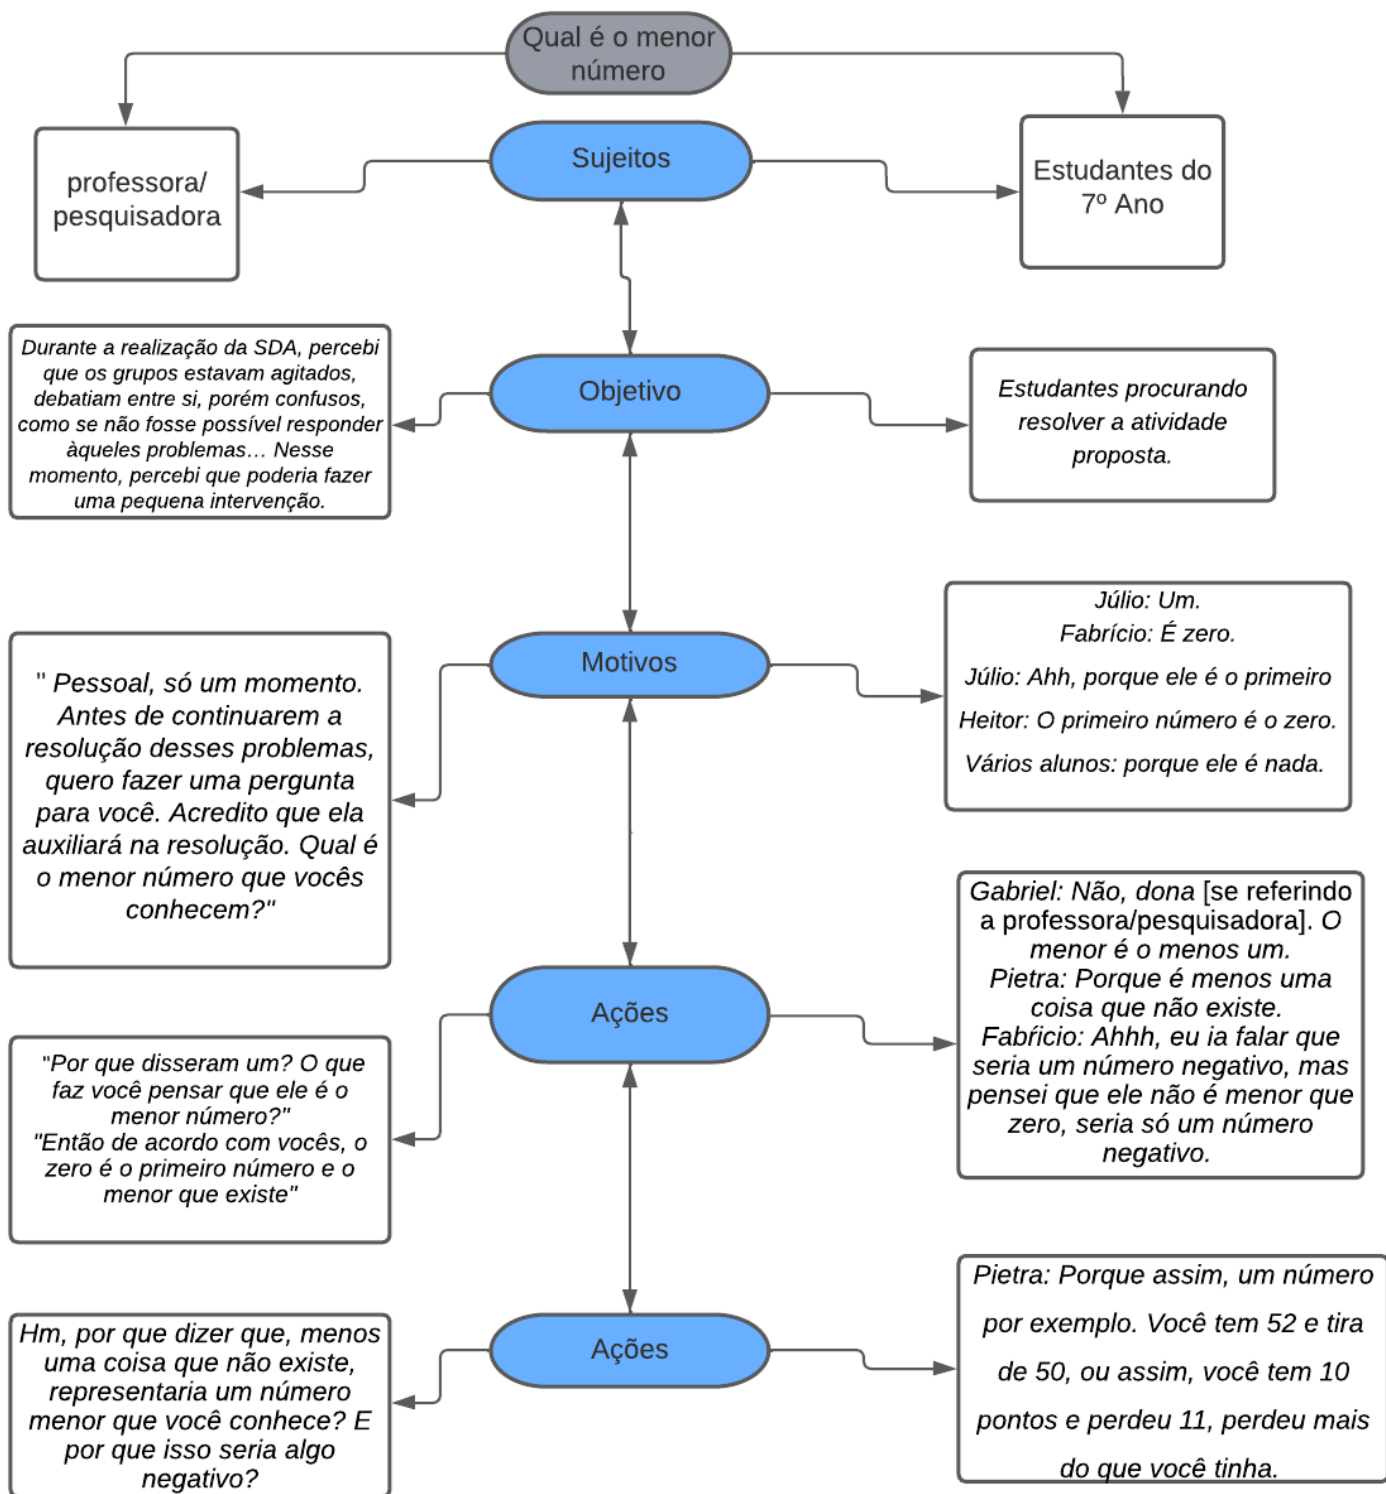 Qual é o menor
número
Sujeitos
professora/
pesquisadora
Estudantes do
7º Ano
Objetivo
Durante a realização da SDA, percebi
que os grupos estavam agitados,
debatiam entre si, porém confusos,
como se não fosse possível responder
àqueles problemas... Nesse
momento, percebi que poderia fazer
uma pequena intervenção.
Estudantes procurando
resolver a atividade
proposta.
Motivos
" Pessoal, só um momento.
Antes de continuarem a
resolução desses problemas,
quero fazer uma pergunta
para você. Acredito que ela
auxiliará na resolução. Qual é
o menor número que vocês
conhecem?"
Júlio: Um.
Fabrício: É zero.
Júlio: Ahh, porque ele é o primeiro
Heitor: O primeiro número é o zero.
Vários alunos: porque ele é nada.
Ações
"Por que disseram um? O que
faz você pensar que ele é o
menor número?"
"Então de acordo com vocês, o
zero é o primeiro número e o
menor que existe"
Gabriel: Não, dona [se referindo
a professora/pesquisadora]. O
menor é o menos um.
Pietra: Porque é menos uma
coisa que não existe.
Fabŕicio: Ahhh, eu ia falar que
seria um número negativo, mas
pensei que ele não é menor que
zero, seria só um número
negativo.
Ações
Hm, por que dizer que, menos
uma coisa que não existe,
representaria um número
menor que você conhece? E
por que isso seria algo
negativo?
Pietra: Porque assim, um número
por exemplo. Você tem 52 e tira
de 50, ou assim, você tem 10
pontos e perdeu 11, perdeu mais
do que você tinha.